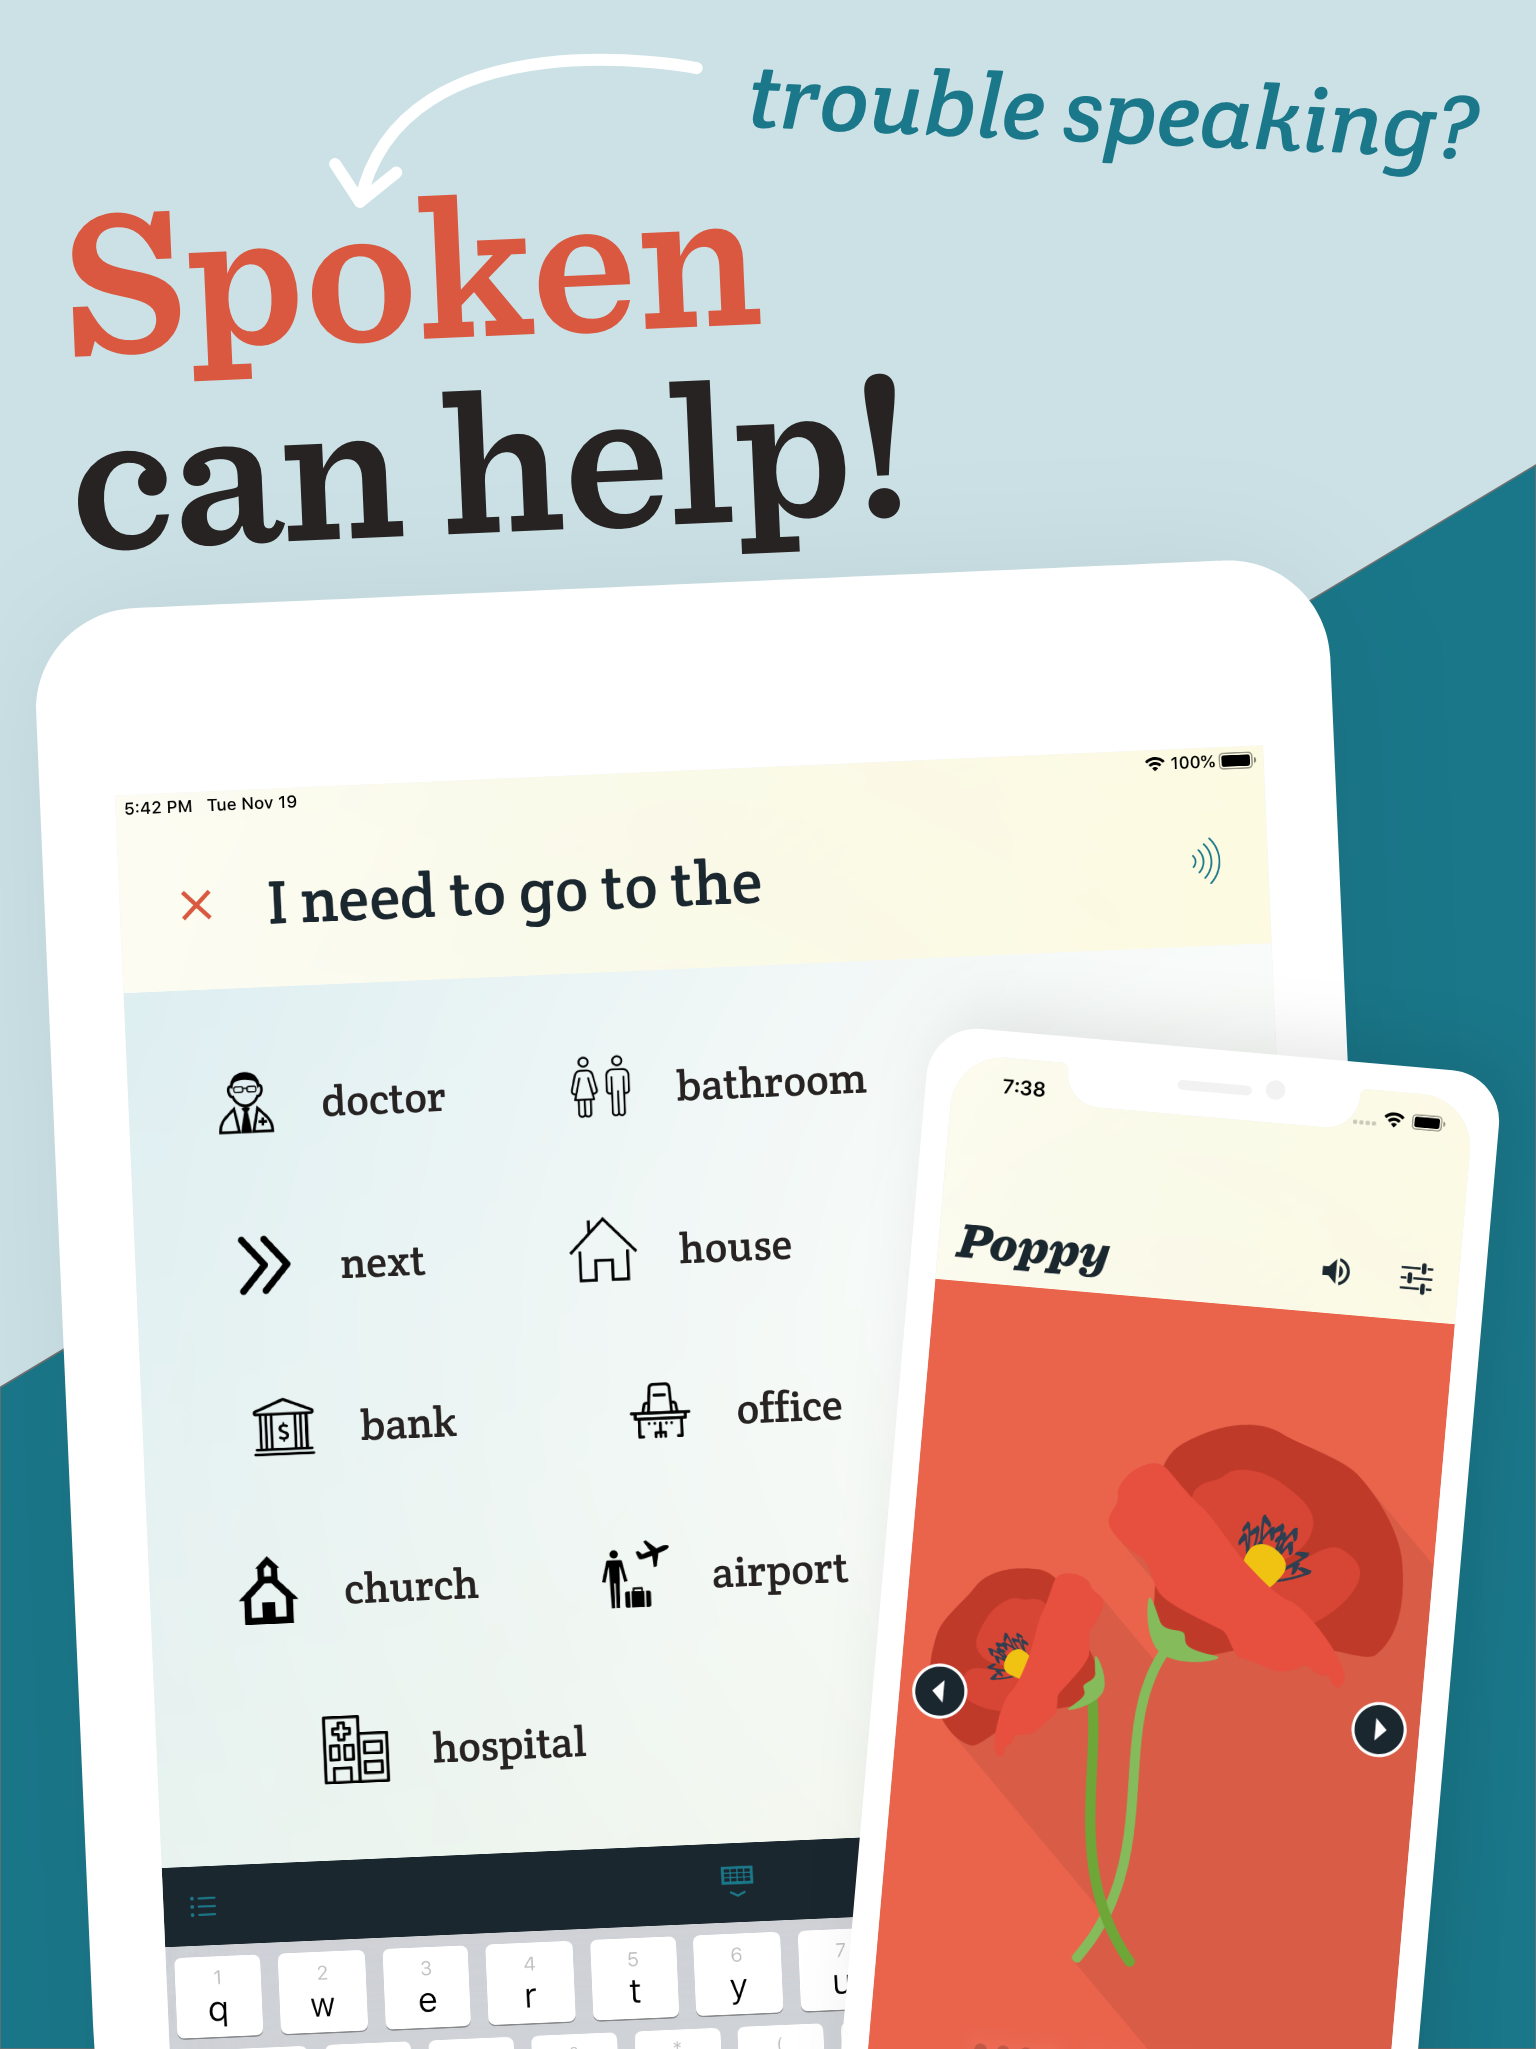 trouble speaking?
Spoken
can help!
5:42 PM Tue Nov 19
100%
I need to go to the
doctor
bathroom
next
house
bank
office
church
airport
hospital
7:38
Poppy
$
1 2 3 4 5 6 7
q w e r t y u
* (